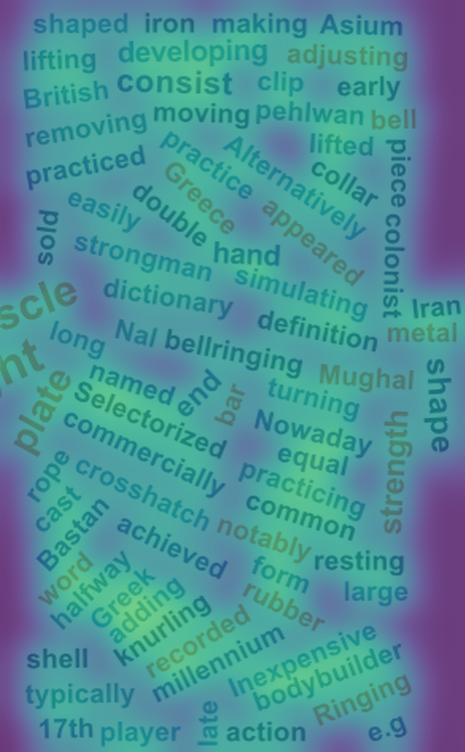 shaped iron making Asium
lifting developing adjusting
British consist clip early
removing moving pehlwan bell
practiced practice Alternatively lifted
collar piece
easily double Greece appeared
sold strongman hand simulating colonist
scle dictionary definition Iran
long Nal bellringing metal
ht named end bar Mughal shape
plate Selectorized turning
commercially Nowaday strength
rope crosshatch equal
cast practicing
Bastan achieved notably common
word halfway form resting
Greek adding rubber large
knurling recorded
shell millennium Inexpensive
typically bodybuilder
17th player late action Ringing e.g